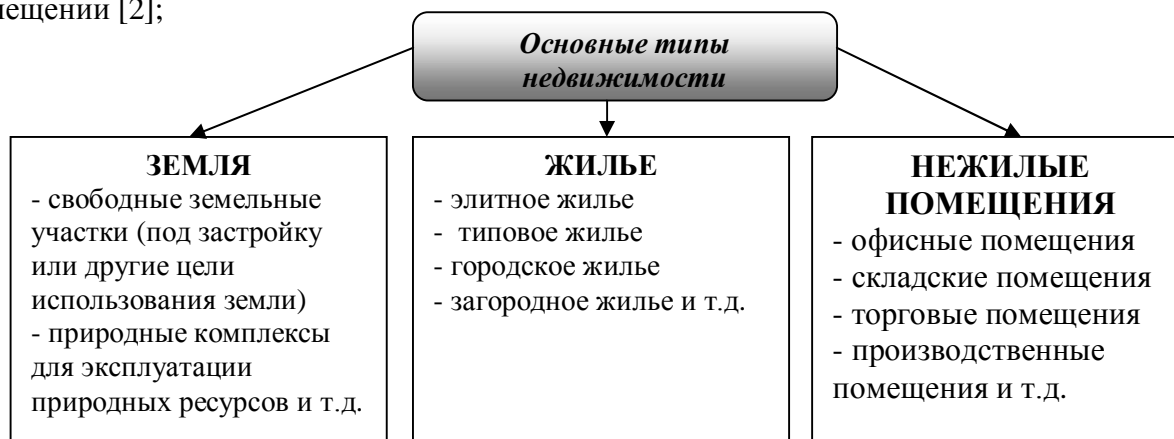 [2];
Основные типы
недвижимости
ЗЕМЛЯ
- свободные земельные
участки (под застройку
или другие цели
использования земли)
- природные комплексы
для эксплуатации
природных ресурсов и т.д.
ЖИЛЬЕ
- элитное жилье
- типовое жилье
- городское жилье
- загородное жилье и т.д.
НЕЖИЛЫЕ
ПОМЕЩЕНИЯ
- офисные помещения
- складские помещения
- торговые помещения
- производственные
помещения и т.д.